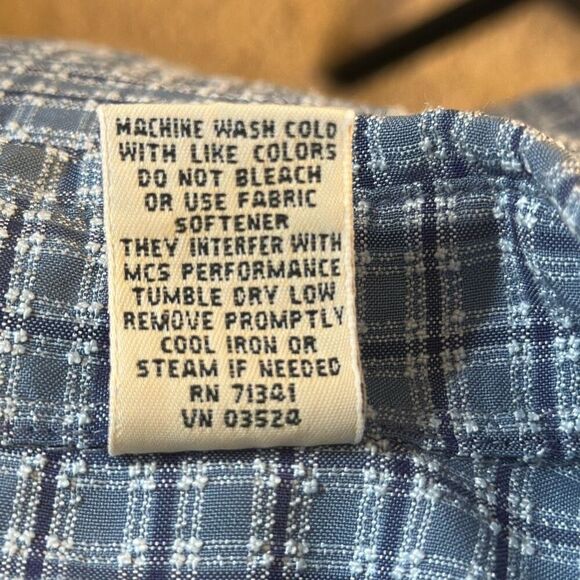 MACHINE WASH COLD
WITH LIKE COLORS
DO NOT BLEACH
OR USE FABRIC
SOFTENER
THEY INTERFER WITH
MCS PERFORMANCE
TUMBLE DRY LOW
REMOVE PROMPTLY
COOL IRON OR
STEAM IF NEEDED
RN 71341
VN 03524